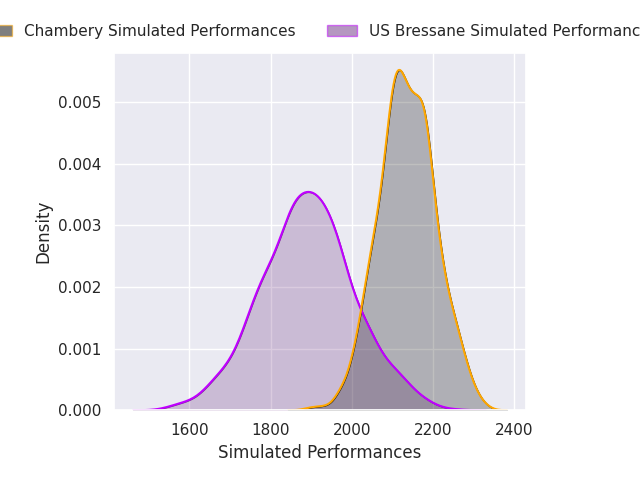 Chambery Simulated Performances
US Bressane Simulated Performanc
0.005
0.004
0.003
0.002
0.001
0.000
Density
1600 1800 2000 2200 2400
Simulated Performances